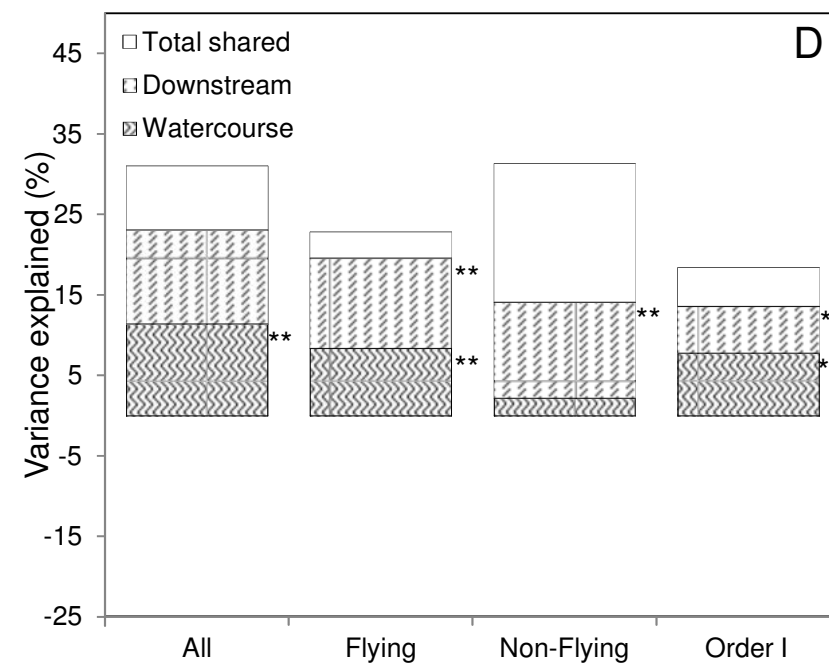 D
Total shared
Downstream
Watercourse
Variance explained (%)
45
35
25
15
5
-5
-15
-25
**
**
**
**
*
*
All
Flying
Non-Flying
Order I